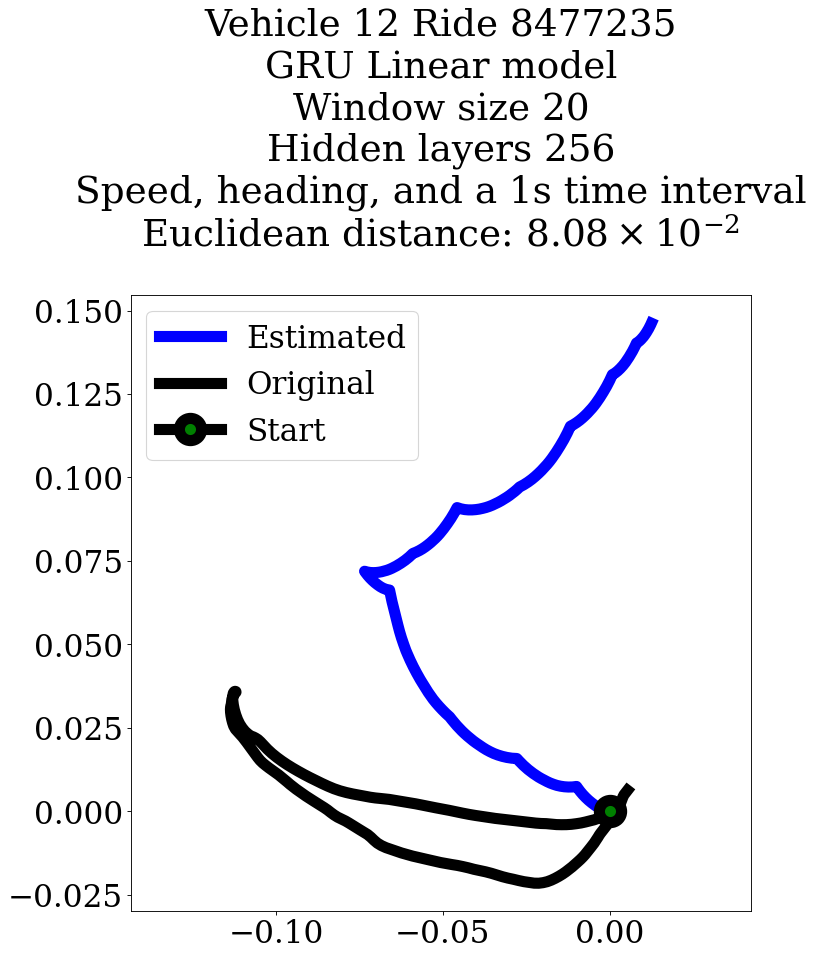 Vehicle 12 Ride 8477235
GRU Linear model
Window size 20
Hidden layers 256
Speed, heading, and a 1s time interval
Euclidean distance: 8.08 × 10⁻²
0.150
0.125
0.100
0.075
0.050
0.025
0.000
−0.025
Estimated
Original
Start
−0.10
−0.05
0.00